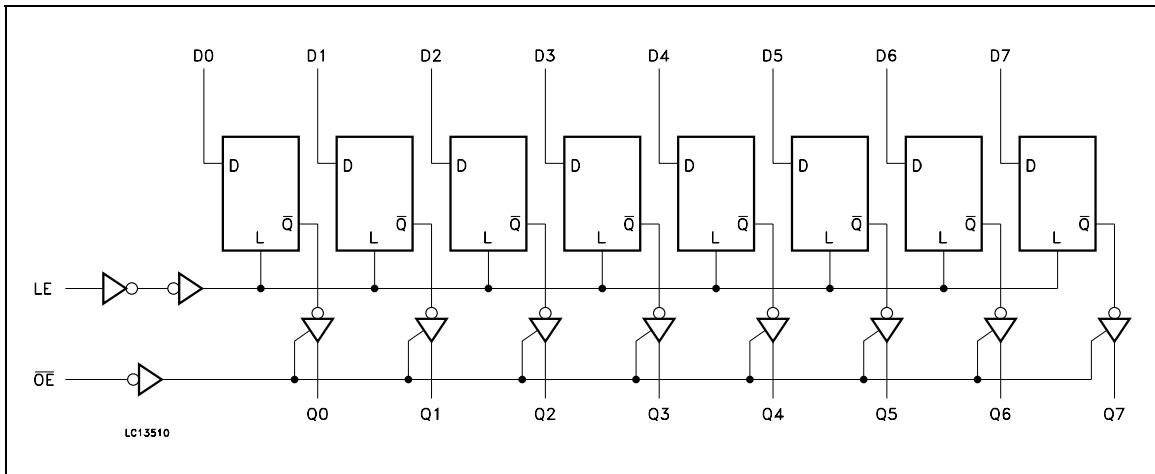 D0 D1 D2 D3 D4 D5 D6 D7
D D D D D D D D
Q̅ Q̅ Q̅ Q̅ Q̅ Q̅ Q̅ Q̅
L L L L L L L L
LE
O̅E̅
Q0 Q1 Q2 Q3 Q4 Q5 Q6 Q7
LC13510